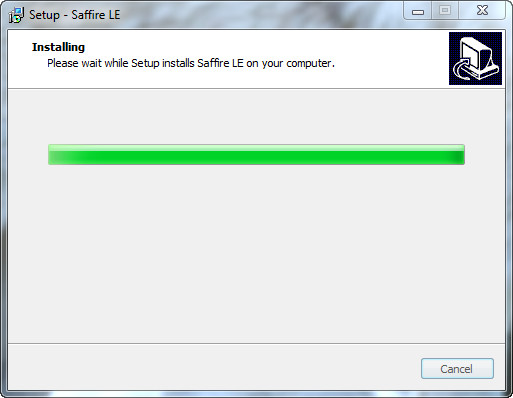 Setup - Saffire LE
Installing
Please wait while Setup installs Saffire LE on your computer.
Cancel